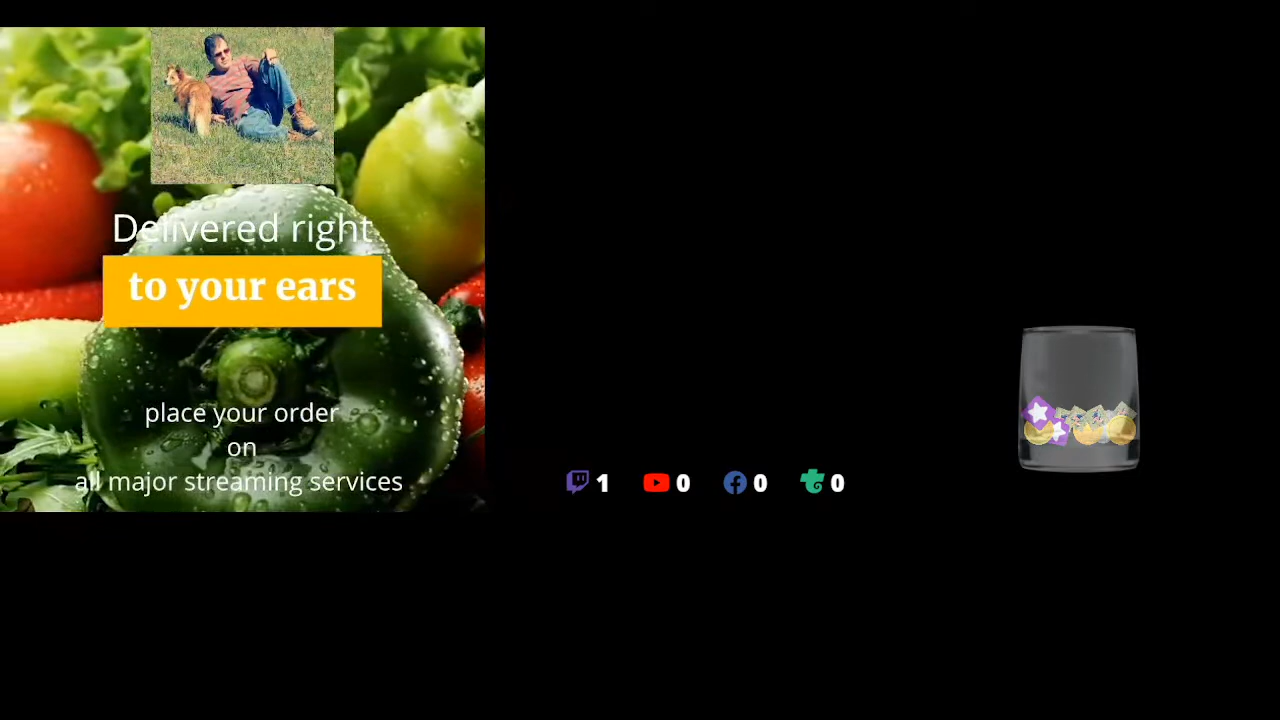 Delivered right
to your ears
place your order
on
all major streaming services
1 0 0 0